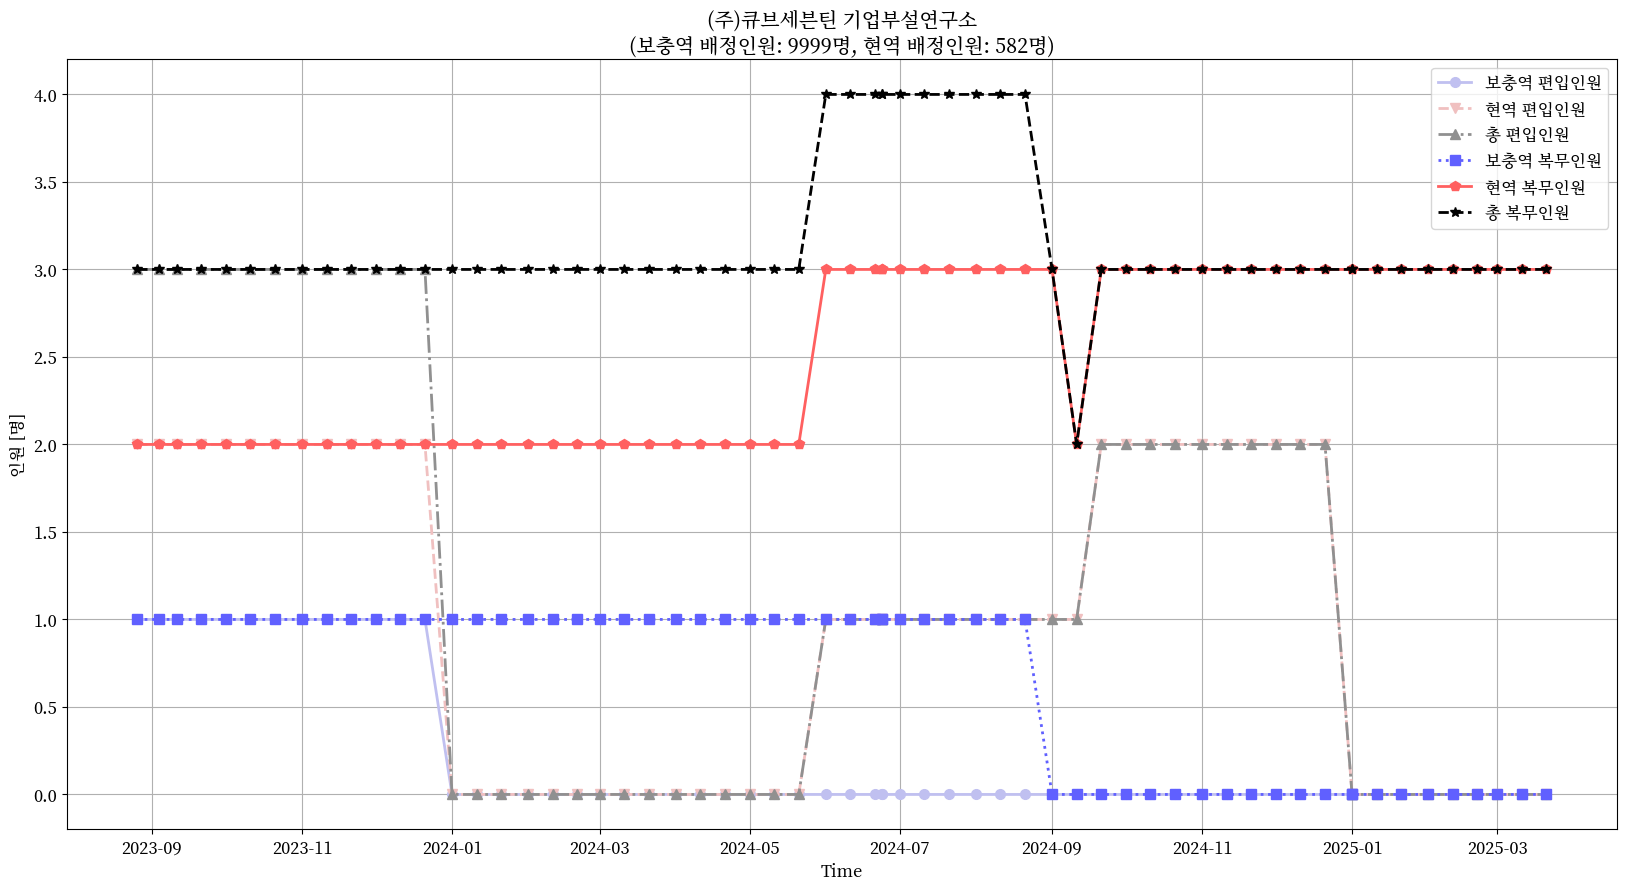 (주)큐브세븐틴 기업부설연구소
(보충역 배정인원: 9999명, 현역 배정인원: 582명)
보충역 편입인원
현역 편입인원
총 편입인원
보충역 복무인원
현역 복무인원
총 복무인원
인원 [명]
4.0
3.5
3.0
2.5
2.0
1.5
1.0
0.5
0.0
2023-09
2023-11
2024-01
2024-03
2024-05
2024-07
2024-09
2024-11
2025-01
2025-03
Time